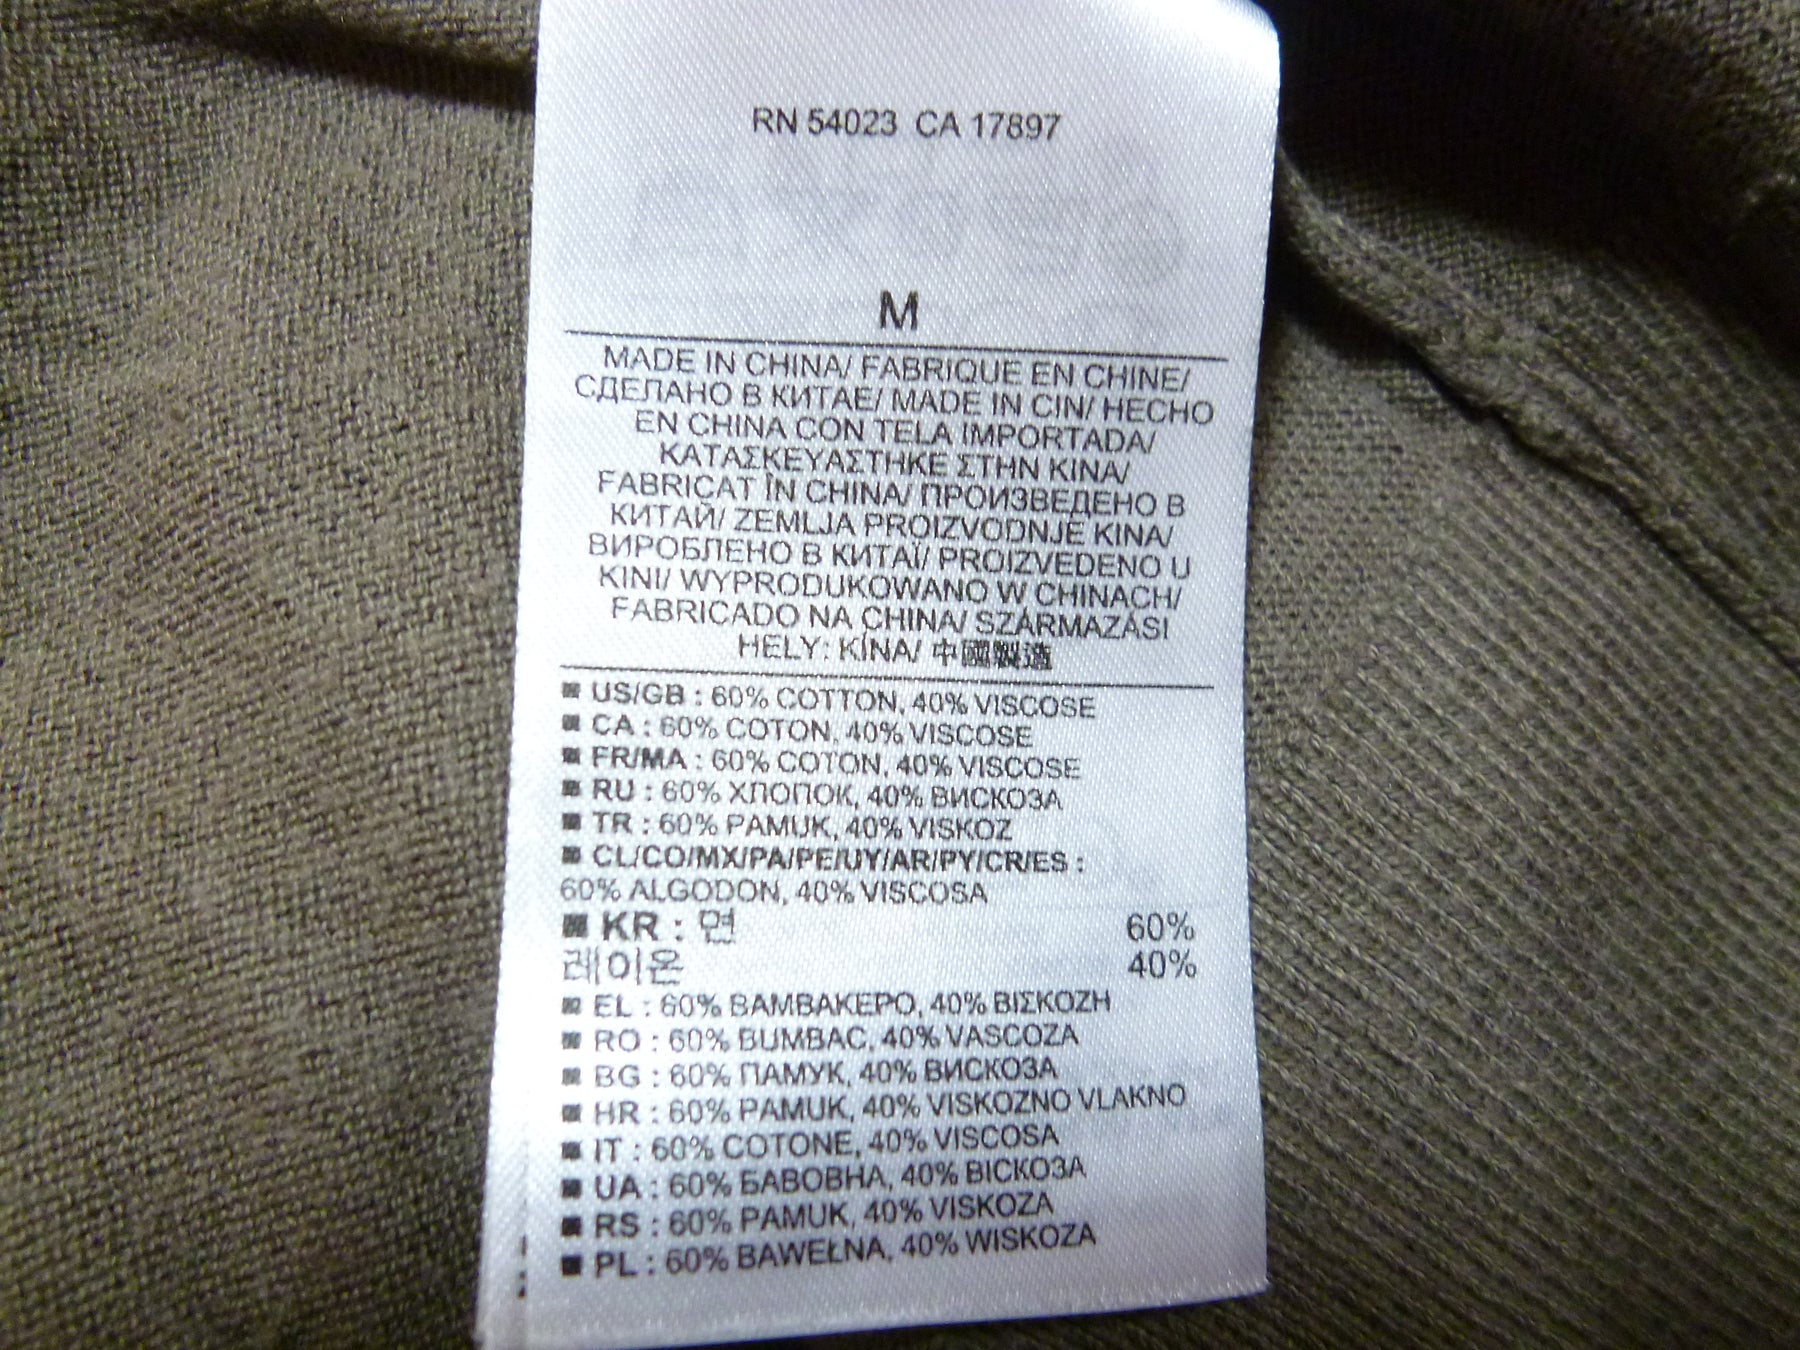 RN 54023 CA 17897
M
MADE IN CHINA/ FABRIQUE EN CHINE/
СДЕЛАНО В КИТАЕ/ MADE IN CIN/ HECHO
EN CHINA CON TELA IMPORTADA/
ΚΑΤΑΣΚΕΥΑΣΤΗΚΕ ΣΤΗΝ ΚΙΝΑ/
FABRICAT ÎN CHINA/ ПРОИЗВЕДЕНО В
КИТАЙ/ ZEMLJA PROIZVODNJE KINA/
ВИРОБЛЕНО В КИТАЇ/ PROIZVEDENO U
KINI/ WYPRODUKOWANO W CHINACH/
FABRICADO NA CHINA/ SZÁRMAZÁSI
HELY: KÍNA/ 中國製造
■ US/GB : 60% COTTON, 40% VISCOSE
■ CA : 60% COTON, 40% VISCOSE
■ FR/MA : 60% COTON, 40% VISCOSE
■ RU : 60% ХЛОПОК, 40% ВИСКОЗА
■ TR : 60% PAMUK, 40% VISKOZ
■ CL/CO/MX/PA/PE/UY/AR/PY/CR/ES :
60% ALGODON, 40% VISCOSA
■ KR : 면 60%
레이온 40%
■ EL : 60% ΒΑΜΒΑΚΕΡΟ, 40% ΒΙΣΚΟΖΗ
■ RO : 60% BUMBAC, 40% VASCOZA
■ BG : 60% ПАМУК, 40% ВИСКОЗА
■ HR : 60% PAMUK, 40% VISKOZNO VLAKNO
■ IT : 60% COTONE, 40% VISCOSA
■ UA : 60% БАВОВНА, 40% ВІСКОЗА
■ RS : 60% PAMUK, 40% VISKOZA
■ PL : 60% BAWEŁNA, 40% WISKOZA